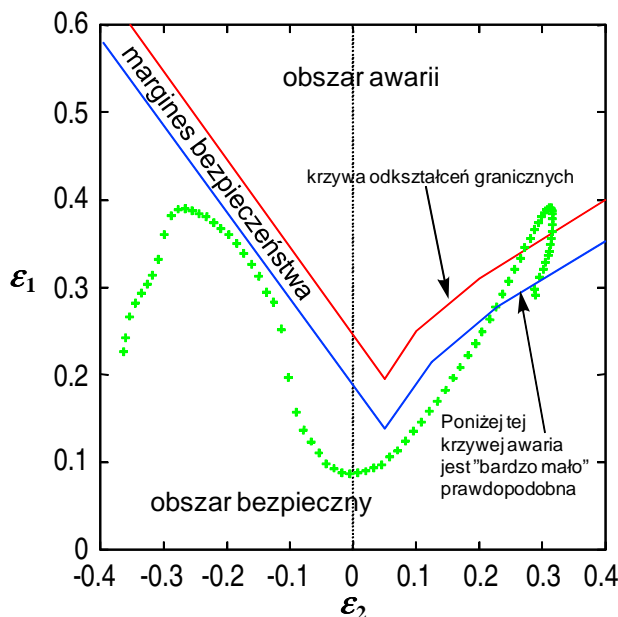 0.6
0.5
0.4
0.3
0.2
0.1
0
ε1
obszar awarii
margines bezpieczeństwa
krzywa odkształceń granicznych
Poniżej tej
krzywej awaria
jest "bardzo mało"
prawdopodobna
obszar bezpieczny
-0.4 -0.3 -0.2 -0.1 0 0.1 0.2 0.3 0.4
ε2